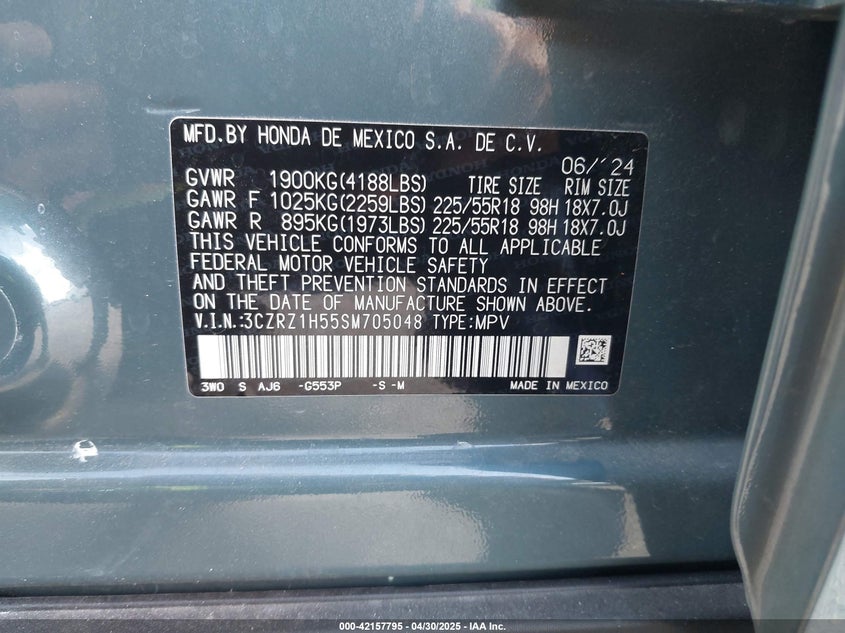 MFD.BY HONDA DE MEXICO S.A. DE C.V.
06/'24
GVWR 1900KG(4188LBS) TIRE SIZE RIM SIZE
GAWR F 1025KG(2259LBS) 225/55R18 98H 18X7.0J
GAWR R 895KG(1973LBS) 225/55R18 98H 18X7.0J
THIS VEHICLE CONFORMS TO ALL APPLICABLE
FEDERAL MOTOR VEHICLE SAFETY
AND THEFT PREVENTION STANDARDS IN EFFECT
ON THE DATE OF MANUFACTURE SHOWN ABOVE.
V.I.N.:3CZRZ1H55SM705048 TYPE:MPV
3W0 S AJ6 -G553P -S -M MADE IN MEXICO
000-42157795 - 04/30/2025 - IAA Inc.